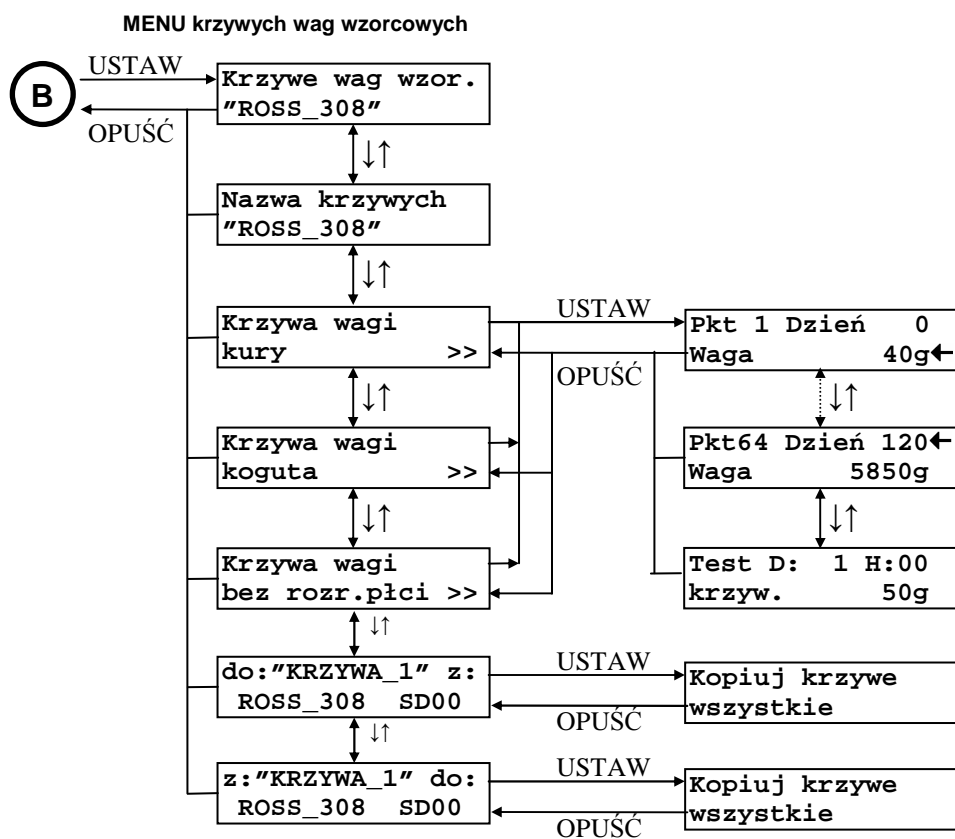 MENU krzywych wag wzorcowych
B
USTAW
OPUŚĆ
Krzywe wag wzor.
"ROSS_308"
↓↑
Nazwa krzywych
"ROSS_308"
↓↑
Krzywa wagi
kury >>
USTAW
OPUŚĆ
Pkt 1 Dzień 0
Waga 40g←
↓↑
↓↑
Krzywa wagi
koguta >>
Pkt64 Dzień 120←
Waga 5850g
↓↑
↓↑
Krzywa wagi
bez rozr.płci >>
Test D: 1 H:00
krzyw. 50g
↓↑
do:"KRZYWA_1" z:
ROSS_308 SD00
USTAW
OPUŚĆ
Kopiuj krzywe
wszystkie
↓↑
z:"KRZYWA_1" do:
ROSS_308 SD00
USTAW
OPUŚĆ
Kopiuj krzywe
wszystkie